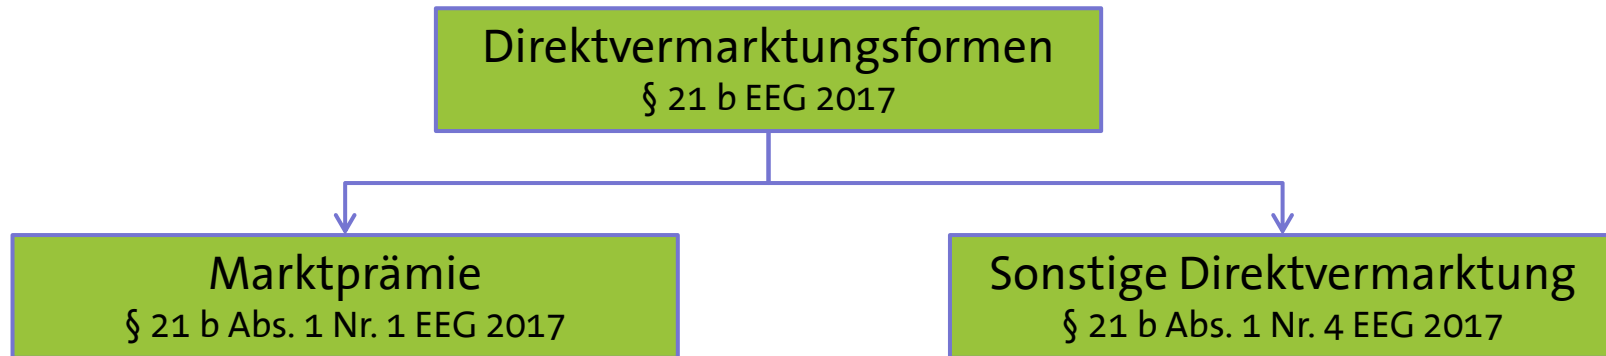 Direktvermarktungsformen
§ 21 b EEG 2017
Marktprämie
§ 21 b Abs. 1 Nr. 1 EEG 2017
Sonstige Direktvermarktung
§ 21 b Abs. 1 Nr. 4 EEG 2017